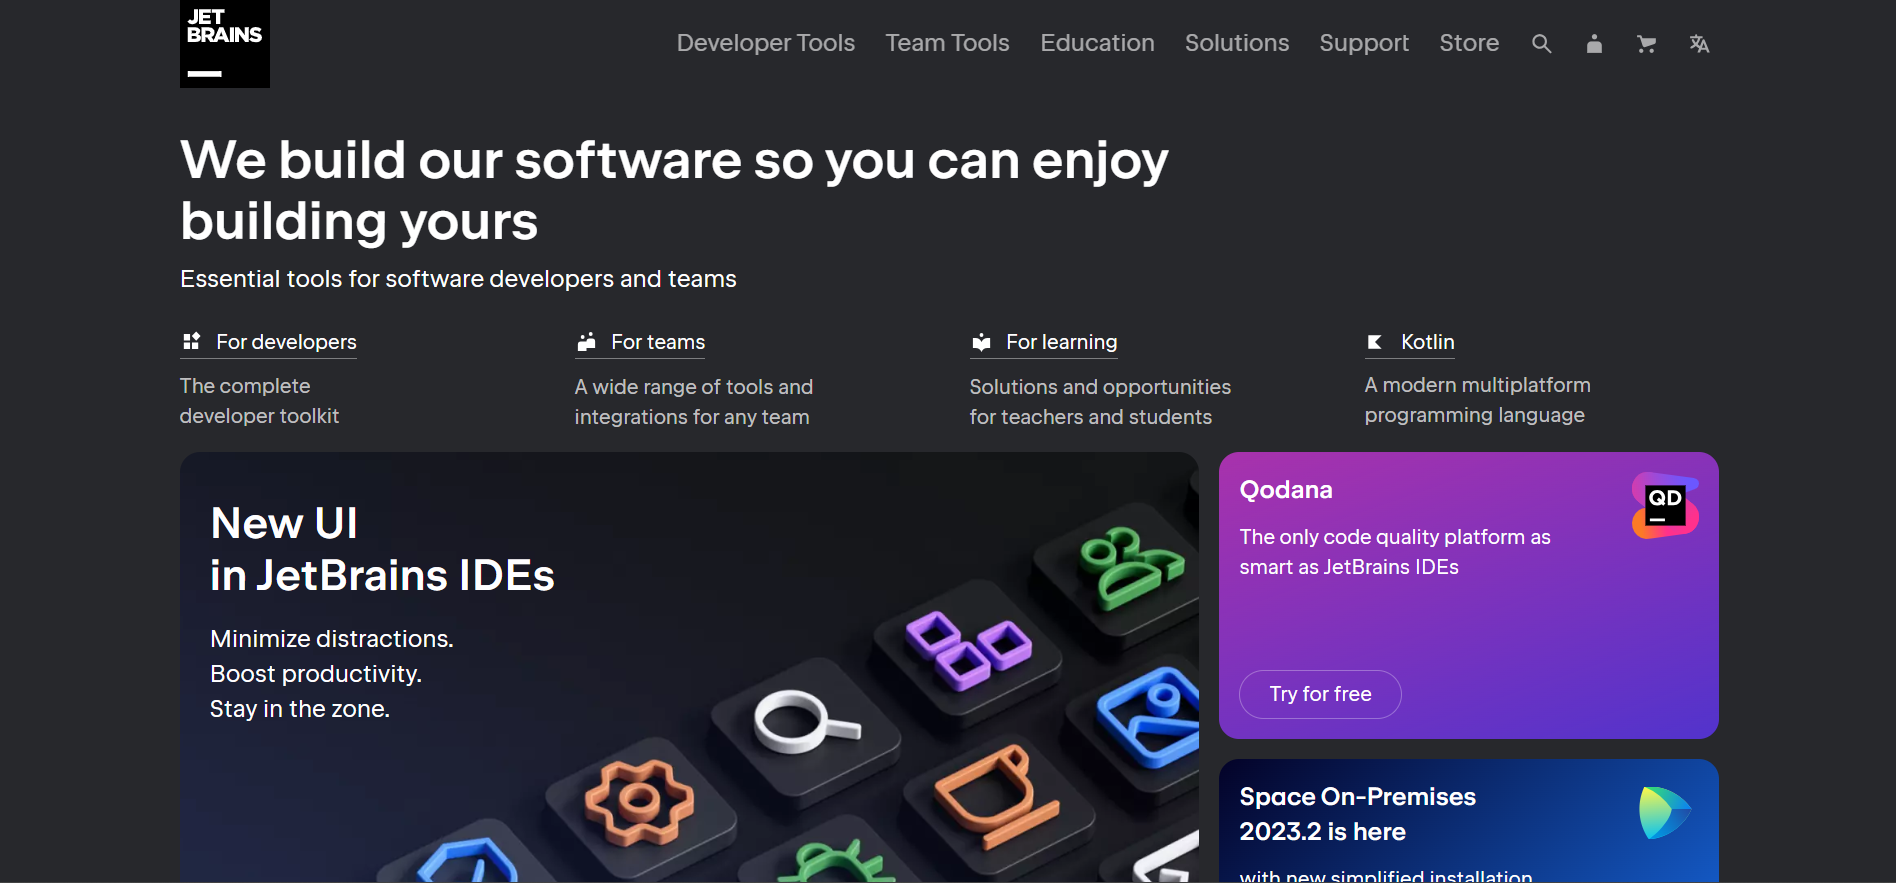 JET
BRAINS
Developer Tools
Team Tools
Education
Solutions
Support
Store
We build our software so you can enjoy
building yours
Essential tools for software developers and teams
For developers
The complete
developer toolkit
For teams
A wide range of tools and
integrations for any team
For learning
Solutions and opportunities
for teachers and students
Kotlin
A modern multiplatform
programming language
New UI
in JetBrains IDEs
Minimize distractions.
Boost productivity.
Stay in the zone.
Qodana
QD
The only code quality platform as
smart as JetBrains IDEs
Try for free
Space On-Premises
2023.2 is here
with new simplified installation